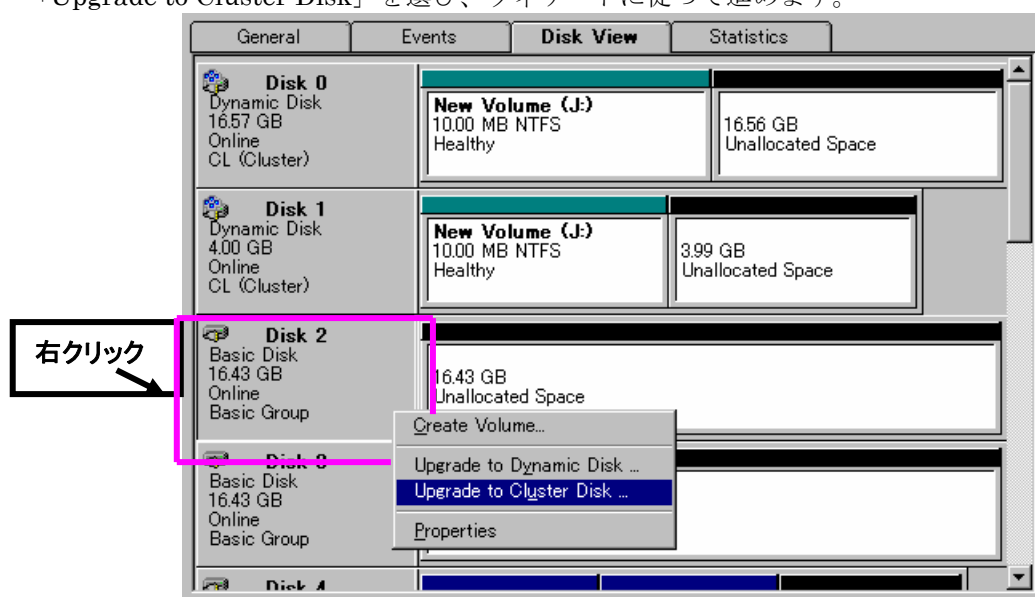 「Upgrade to Cluster Disk」を選び、ウィザードに従って進めます。
General Events Disk View Statistics
Disk 0
Dynamic Disk
16.57 GB
Online
CL (Cluster)
New Volume (J:)
10.00 MB NTFS
Healthy
16.56 GB
Unallocated Space
Disk 1
Dynamic Disk
4.00 GB
Online
CL (Cluster)
New Volume (J:)
10.00 MB NTFS
Healthy
3.99 GB
Unallocated Space
右クリック
Disk 2
Basic Disk
16.43 GB
Online
Basic Group
16.43 GB
Unallocated Space
Create Volume...
Upgrade to Dynamic Disk ...
Upgrade to Cluster Disk ...
Properties
Disk 3
Basic Disk
16.43 GB
Online
Basic Group
Disk 4